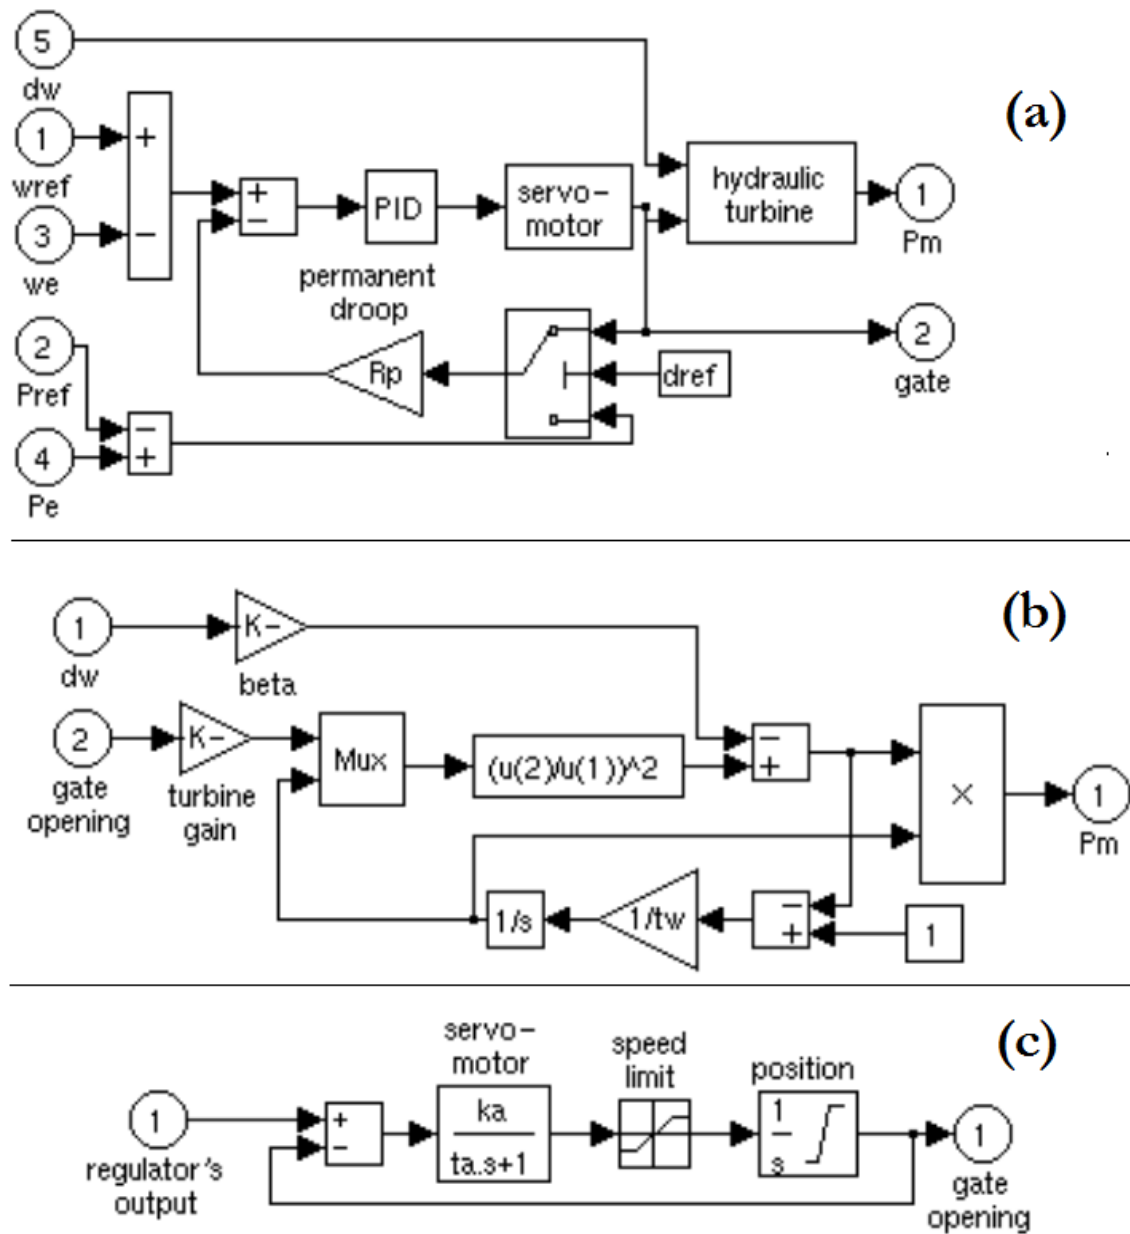 5
dw
(a)
1
+
wref
3
−
we
+
−
PID
servo-
motor
hydraulic
turbine
1
Pm
permanent
droop
2
Pref
Rp
dref
2
gate
−
+
4
Pe
(b)
1
dw
K-
beta
2
gate
opening
K-
turbine
gain
Mux
(u(2)/u(1))^2
−
+
×
1
Pm
1/s
1/tw
−
+
1
(c)
servo-
motor
speed
limit
position
1
regulator's
output
+
−
ka
ta.s+1
1
s
1
gate
opening